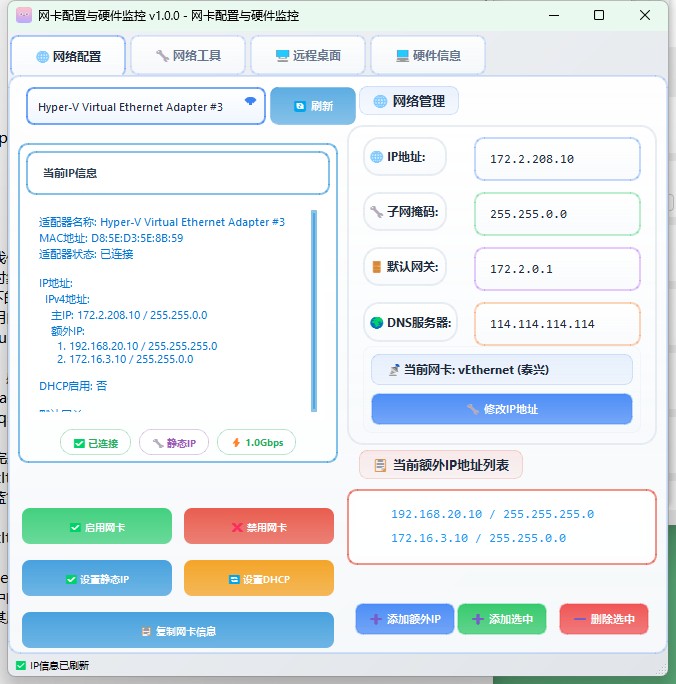 网卡配置与硬件监控 v1.0.0 - 网卡配置与硬件监控
网络配置
网络工具
远程桌面
硬件信息
Hyper-V Virtual Ethernet Adapter #3
刷新
网络管理
当前IP信息
适配器名称: Hyper-V Virtual Ethernet Adapter #3
MAC地址: D8:5E:D3:5E:8B:59
适配器状态: 已连接
IP地址:
IPv4地址:
主IP: 172.2.208.10 / 255.255.0.0
额外IP:
1. 192.168.20.10 / 255.255.255.0
2. 172.16.3.10 / 255.255.0.0
DHCP启用: 否
已连接
静态IP
1.0Gbps
IP地址:
172.2.208.10
子网掩码:
255.255.0.0
默认网关:
172.2.0.1
DNS服务器:
114.114.114.114
当前网卡: vEthernet (泰兴)
修改IP地址
当前额外IP地址列表
192.168.20.10 / 255.255.255.0
172.16.3.10 / 255.255.0.0
启用网卡
禁用网卡
设置静态IP
设置DHCP
复制网卡信息
添加额外IP
添加选中
删除选中
IP信息已刷新